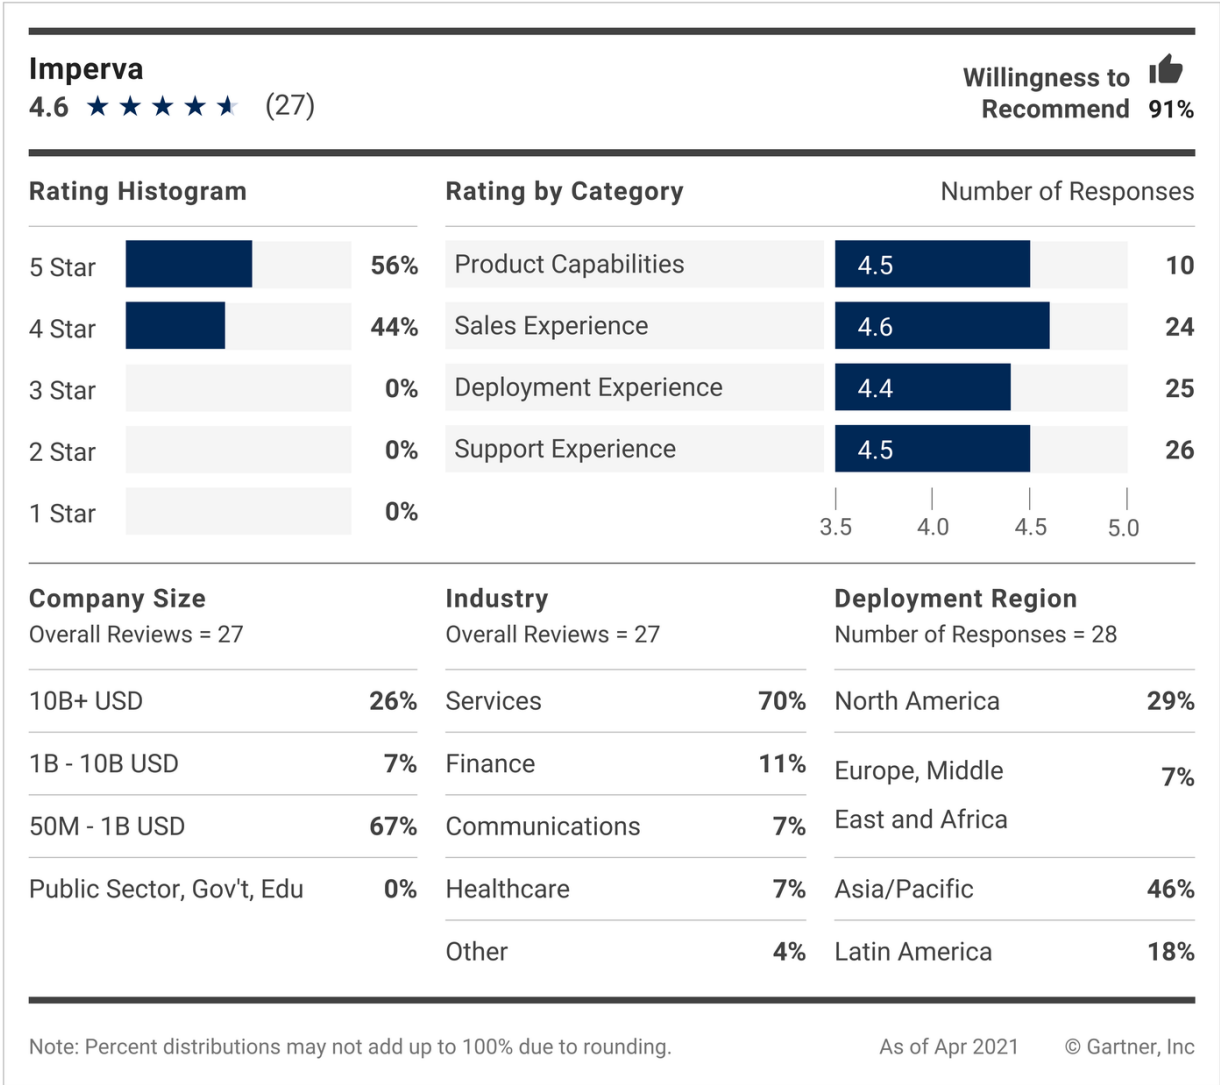 Imperva
4.6 (27)
Willingness to
Recommend 91%
Rating Histogram
5 Star 56%
4 Star 44%
3 Star 0%
2 Star 0%
1 Star 0%
Rating by Category Number of Responses
Product Capabilities 4.5 10
Sales Experience 4.6 24
Deployment Experience 4.4 25
Support Experience 4.5 26
3.5 4.0 4.5 5.0
Company Size
Overall Reviews = 27
10B+ USD 26%
1B - 10B USD 7%
50M - 1B USD 67%
Public Sector, Gov't, Edu 0%
Industry
Overall Reviews = 27
Services 70%
Finance 11%
Communications 7%
Healthcare 7%
Other 4%
Deployment Region
Number of Responses = 28
North America 29%
Europe, Middle 7%
East and Africa
Asia/Pacific 46%
Latin America 18%
Note: Percent distributions may not add up to 100% due to rounding. As of Apr 2021 © Gartner, Inc